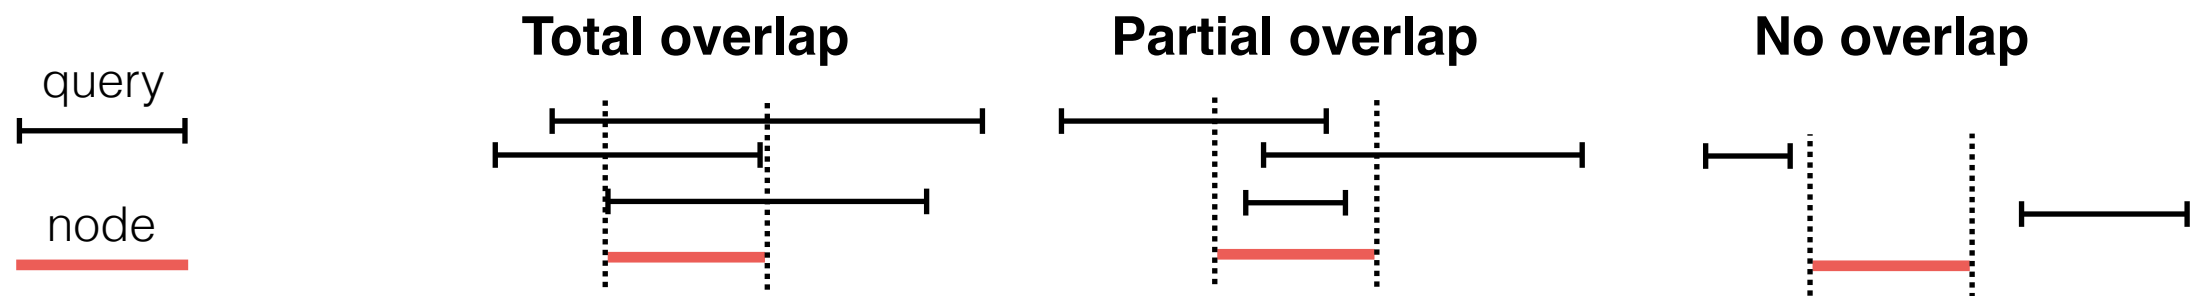 Total overlap
Partial overlap
No overlap
query
node